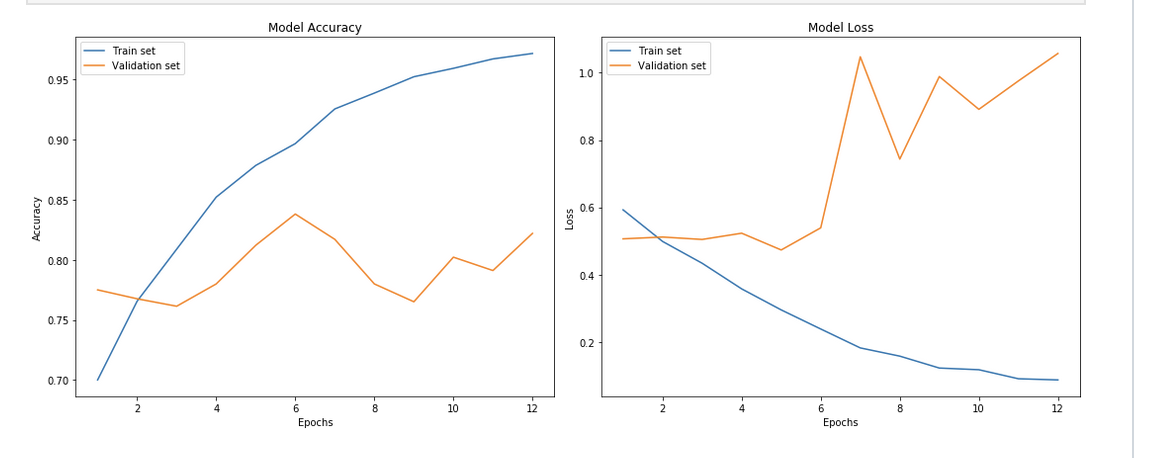 Model Accuracy
Train set
Validation set
0.95
0.90
0.85
0.80
0.75
0.70
Accuracy
2 4 6 8 10 12
Epochs
Model Loss
Train set
Validation set
1.0
0.8
0.6
0.4
0.2
Loss
2 4 6 8 10 12
Epochs